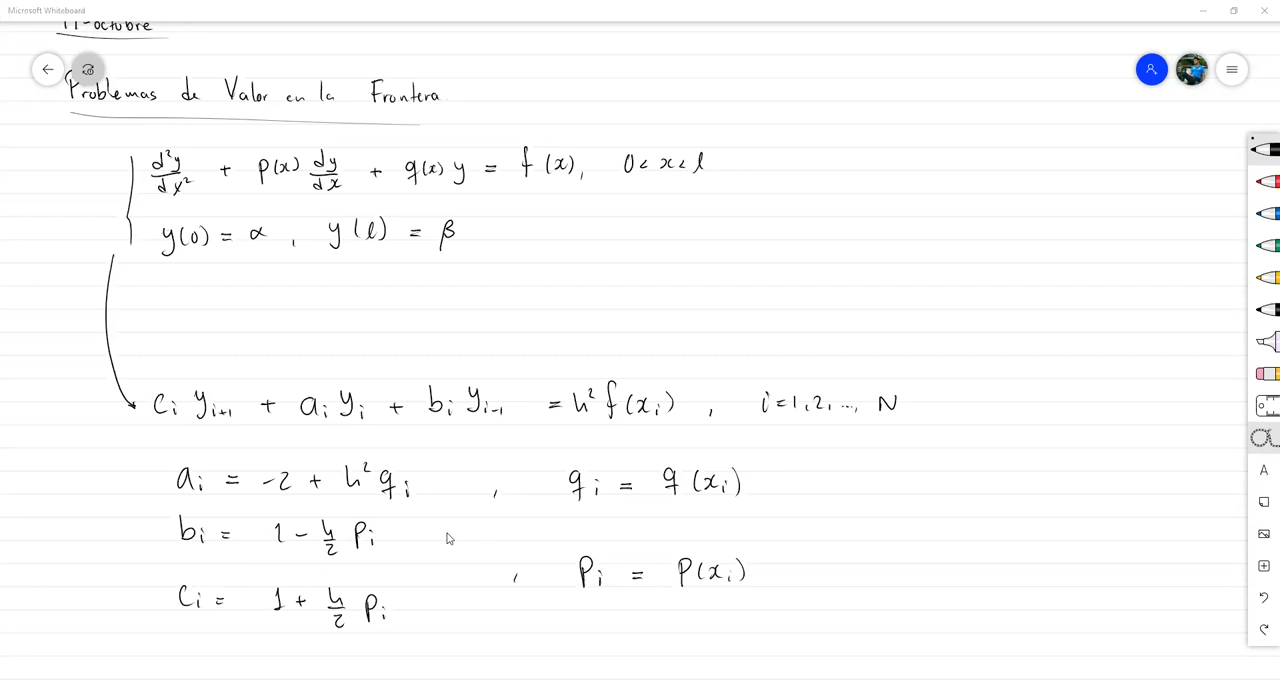 Microsoft Whiteboard
11-octubre
Problemas de Valor en la Frontera
d²y/dx² + p(x) dy/dx + q(x) y = f(x), 0 < x < l
y(0) = α , y(l) = β
cᵢ yᵢ₊₁ + aᵢ yᵢ + bᵢ yᵢ₋₁ = h² f(xᵢ) , i = 1, 2, ..., N
aᵢ = -2 + h² qᵢ , qᵢ = q(xᵢ)
bᵢ = 1 - h/2 pᵢ
, pᵢ = p(xᵢ)
cᵢ = 1 + h/2 pᵢ
A